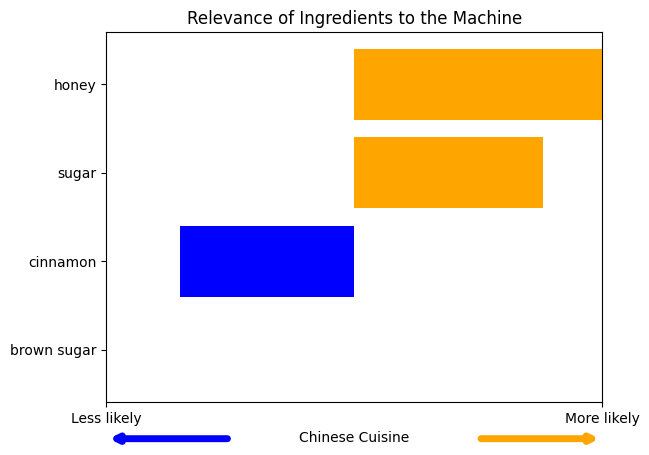 Relevance of Ingredients to the Machine
honey
sugar
cinnamon
brown sugar
Less likely
More likely
Chinese Cuisine